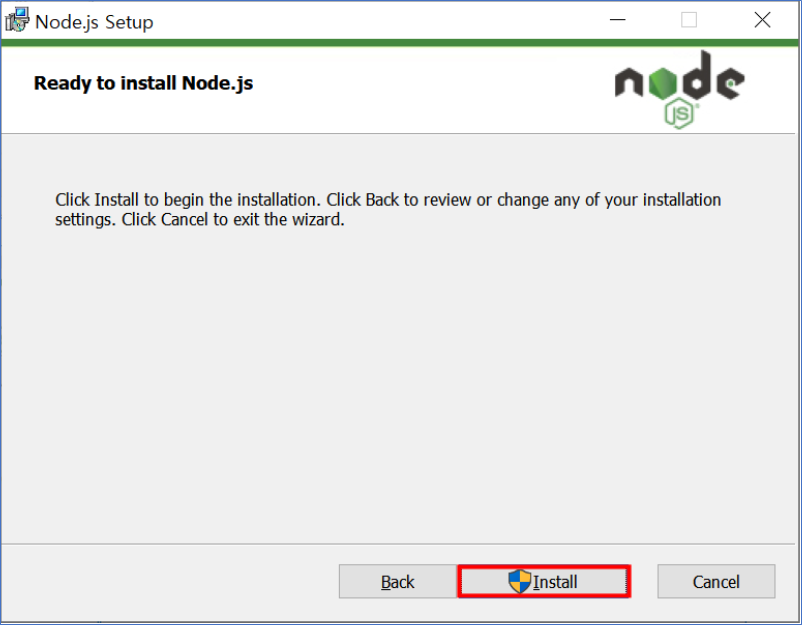 Node.js Setup
Ready to install Node.js
node
JS
Click Install to begin the installation. Click Back to review or change any of your installation
settings. Click Cancel to exit the wizard.
Back
Install
Cancel